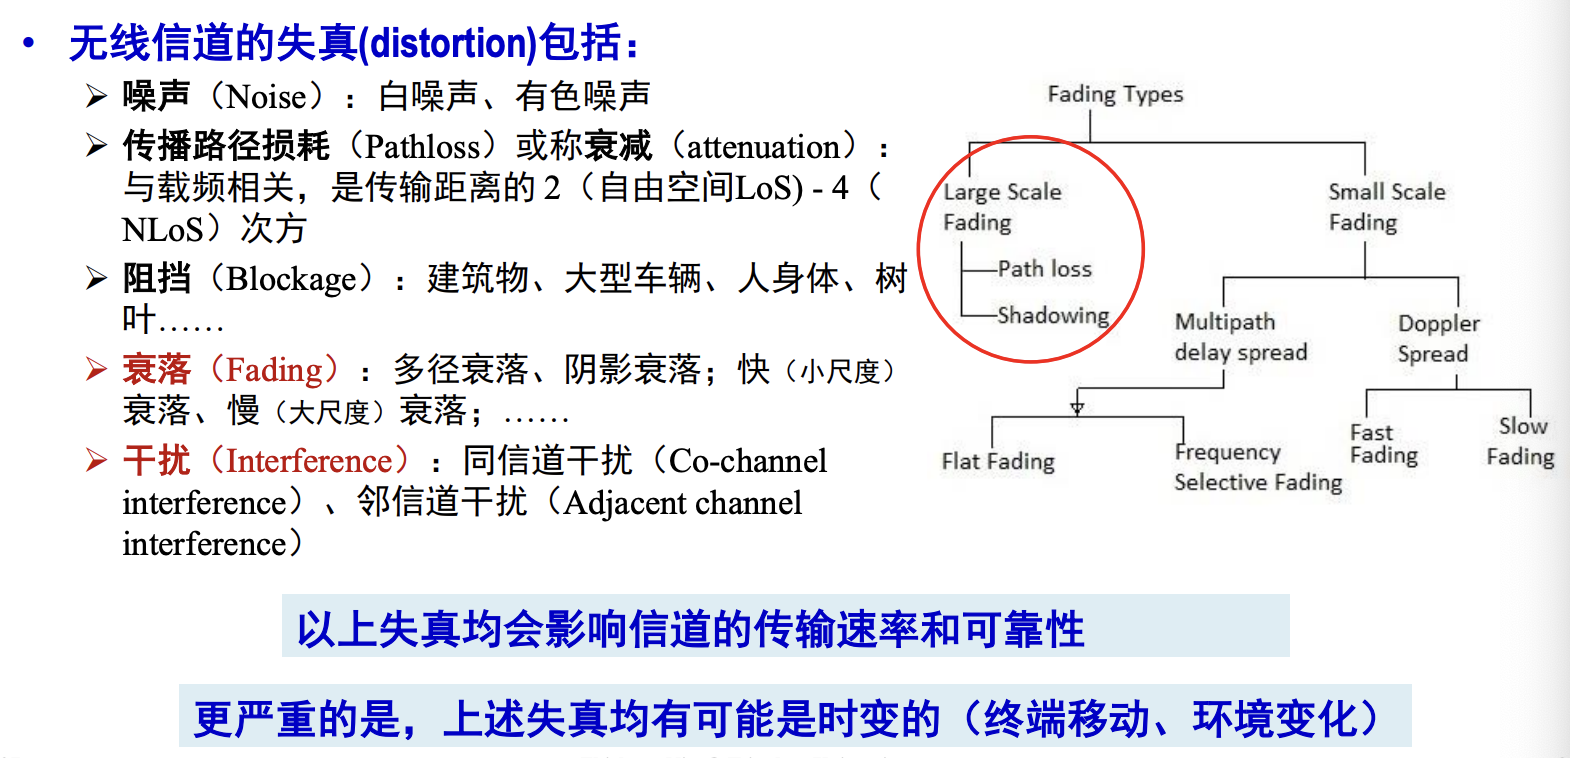 • 无线信道的失真(distortion)包括：
➢ 噪声（Noise）：白噪声、有色噪声
➢ 传播路径损耗（Pathloss）或称衰减（attenuation）：
与载频相关，是传输距离的 2（自由空间LoS) - 4（
NLoS）次方
➢ 阻挡（Blockage）：建筑物、大型车辆、人身体、树
叶……
➢ 衰落（Fading）：多径衰落、阴影衰落；快（小尺度）
衰落、慢（大尺度）衰落；……
➢ 干扰（Interference）：同信道干扰（Co-channel
interference）、邻信道干扰（Adjacent channel
interference）
Fading Types
Large Scale
Fading
Path loss
Shadowing
Small Scale
Fading
Multipath
delay spread
Doppler
Spread
Flat Fading
Frequency
Selective Fading
Fast
Fading
Slow
Fading
以上失真均会影响信道的传输速率和可靠性
更严重的是，上述失真均有可能是时变的（终端移动、环境变化）